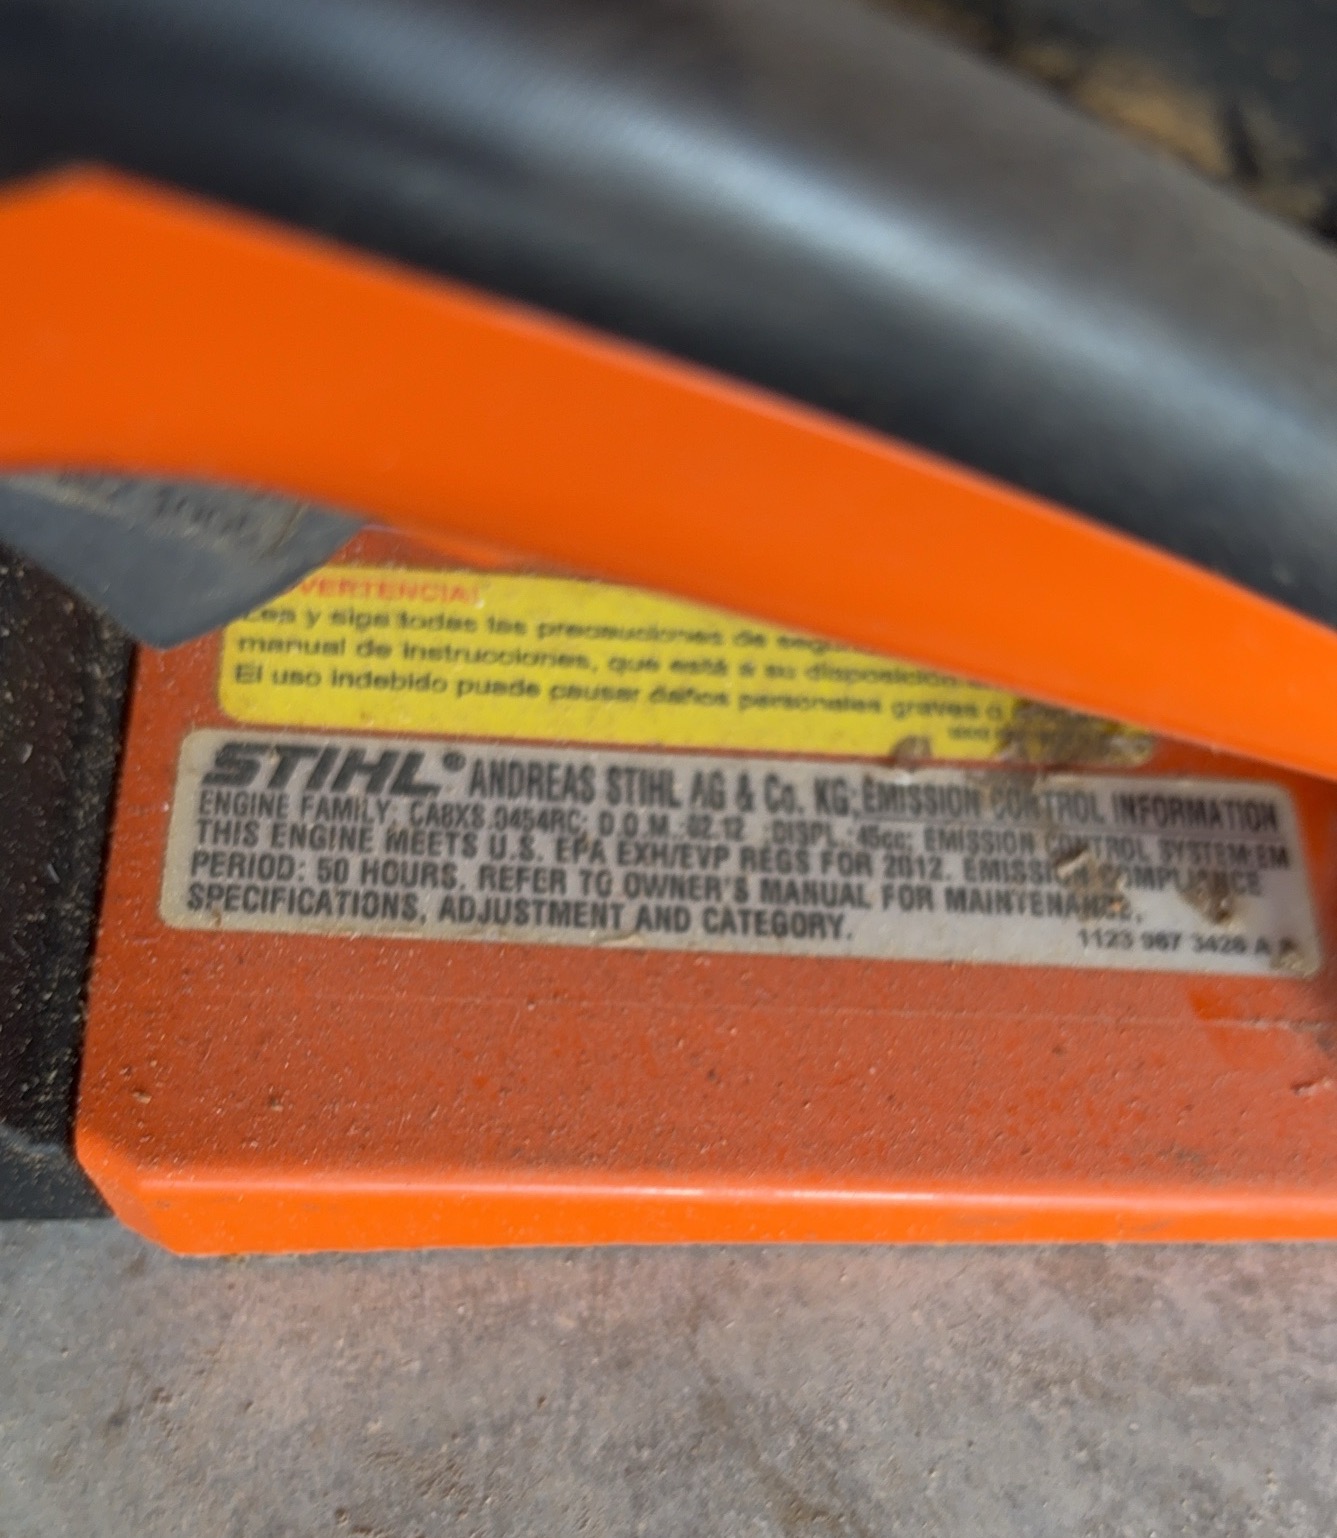 VERTENCIA!
Lea y siga todas las precauciones de segu
manual de instrucciones, que está a su disposición
El uso indebido puede causar daños personales graves o
STIHL® ANDREAS STIHL AG & Co. KG; EMISSION CONTROL INFORMATION
ENGINE FAMILY: CA8XS.0454RC; D.O.M.:02.12 ;DISPL.:45cc; EMISSION CONTROL SYSTEM:EM
THIS ENGINE MEETS U.S. EPA EXH/EVP REGS FOR 2012. EMISSION COMPLIANCE
PERIOD: 50 HOURS. REFER TO OWNER'S MANUAL FOR MAINTENANCE,
SPECIFICATIONS, ADJUSTMENT AND CATEGORY.
1123 967 3426 A